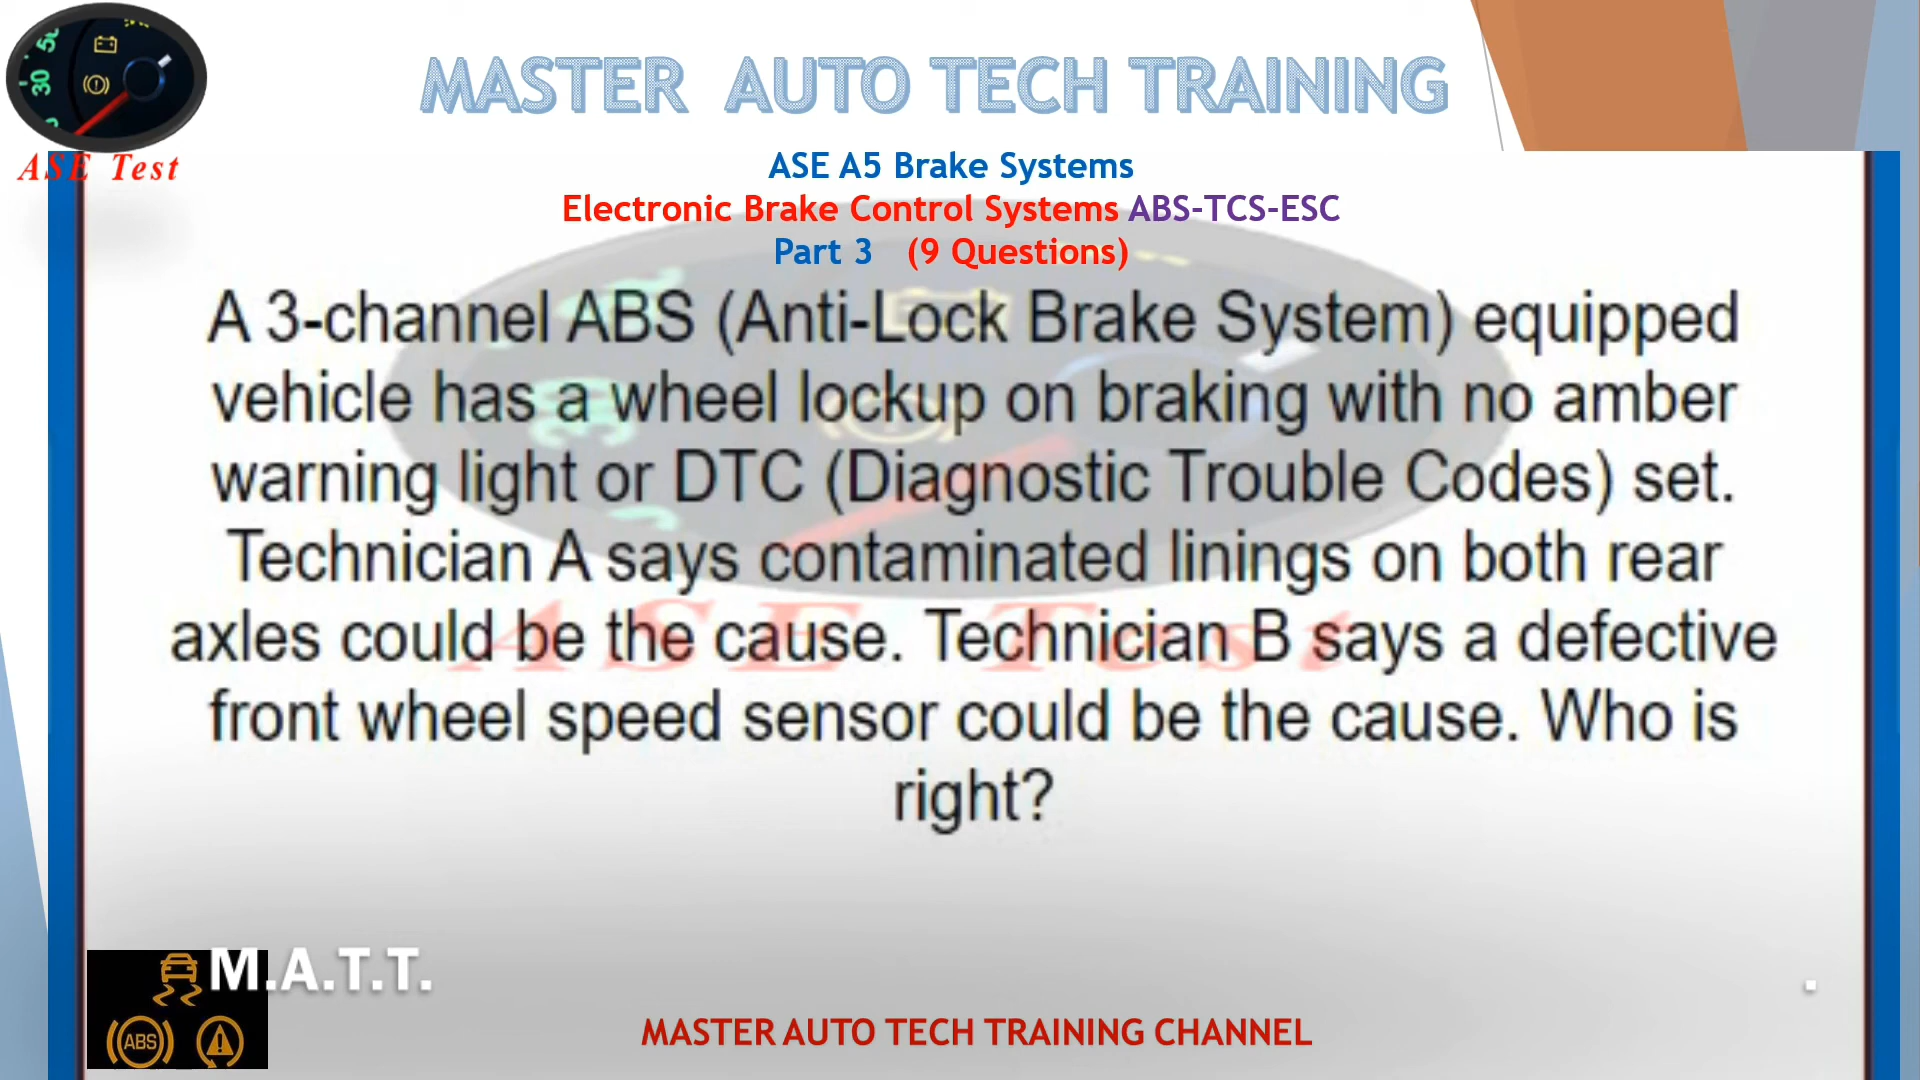 50
30
ASE Test
MASTER AUTO TECH TRAINING
ASE A5 Brake Systems
Electronic Brake Control Systems ABS-TCS-ESC
Part 3 (9 Questions)
A 3-channel ABS (Anti-Lock Brake System) equipped
vehicle has a wheel lockup on braking with no amber
warning light or DTC (Diagnostic Trouble Codes) set.
Technician A says contaminated linings on both rear
axles could be the cause. Technician B says a defective
front wheel speed sensor could be the cause. Who is
right?
ASE Test
M.A.T.T.
.
ABS
MASTER AUTO TECH TRAINING CHANNEL